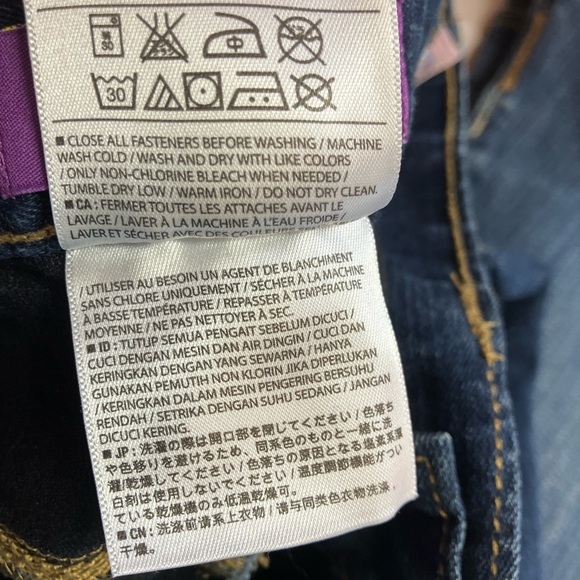 30
30
■ CLOSE ALL FASTENERS BEFORE WASHING / MACHINE
WASH COLD / WASH AND DRY WITH LIKE COLORS
/ ONLY NON-CHLORINE BLEACH WHEN NEEDED /
TUMBLE DRY LOW / WARM IRON / DO NOT DRY CLEAN.
■ CA: FERMER TOUTES LES ATTACHES AVANT LE
LAVAGE / LAVER À LA MACHINE À L'EAU FROIDE /
LAVER ET SÉCHER AVEC DES COULEURS
/ UTILISER AU BESOIN UN AGENT DE BLANCHIMENT
SANS CHLORE UNIQUEMENT / SÉCHER À LA MACHINE
À BASSE TEMPÉRATURE / REPASSER À TEMPÉRATURE
MOYENNE / NE PAS NETTOYER À SEC.
■ ID: TUTUP SEMUA PENGAIT SEBELUM DICUCI /
CUCI DENGAN MESIN DAN AIR DINGIN / CUCI DAN
KERINGKAN DENGAN YANG SEWARNA / HANYA
GUNAKAN PEMUTIH NON KLORIN JIKA DIPERLUKAN
/ KERINGKAN DALAM MESIN PENGERING BERSUHU
RENDAH / SETRIKA DENGAN SUHU SEDANG / JANGAN
DICUCI KERING.
■ JP: 洗濯の際は開口部を閉じてください / 色落ち
や色移りを避けるため、同系色のものと一緒に洗
濯/乾燥してください / 色落ちの原因となる塩素系漂
白剤は使用しないでください / 温度調節機能がつい
ている乾燥機のみ低温乾燥可。
■ CN: 洗涤前请系上衣物 / 请与同类色衣物洗涤、
干燥。